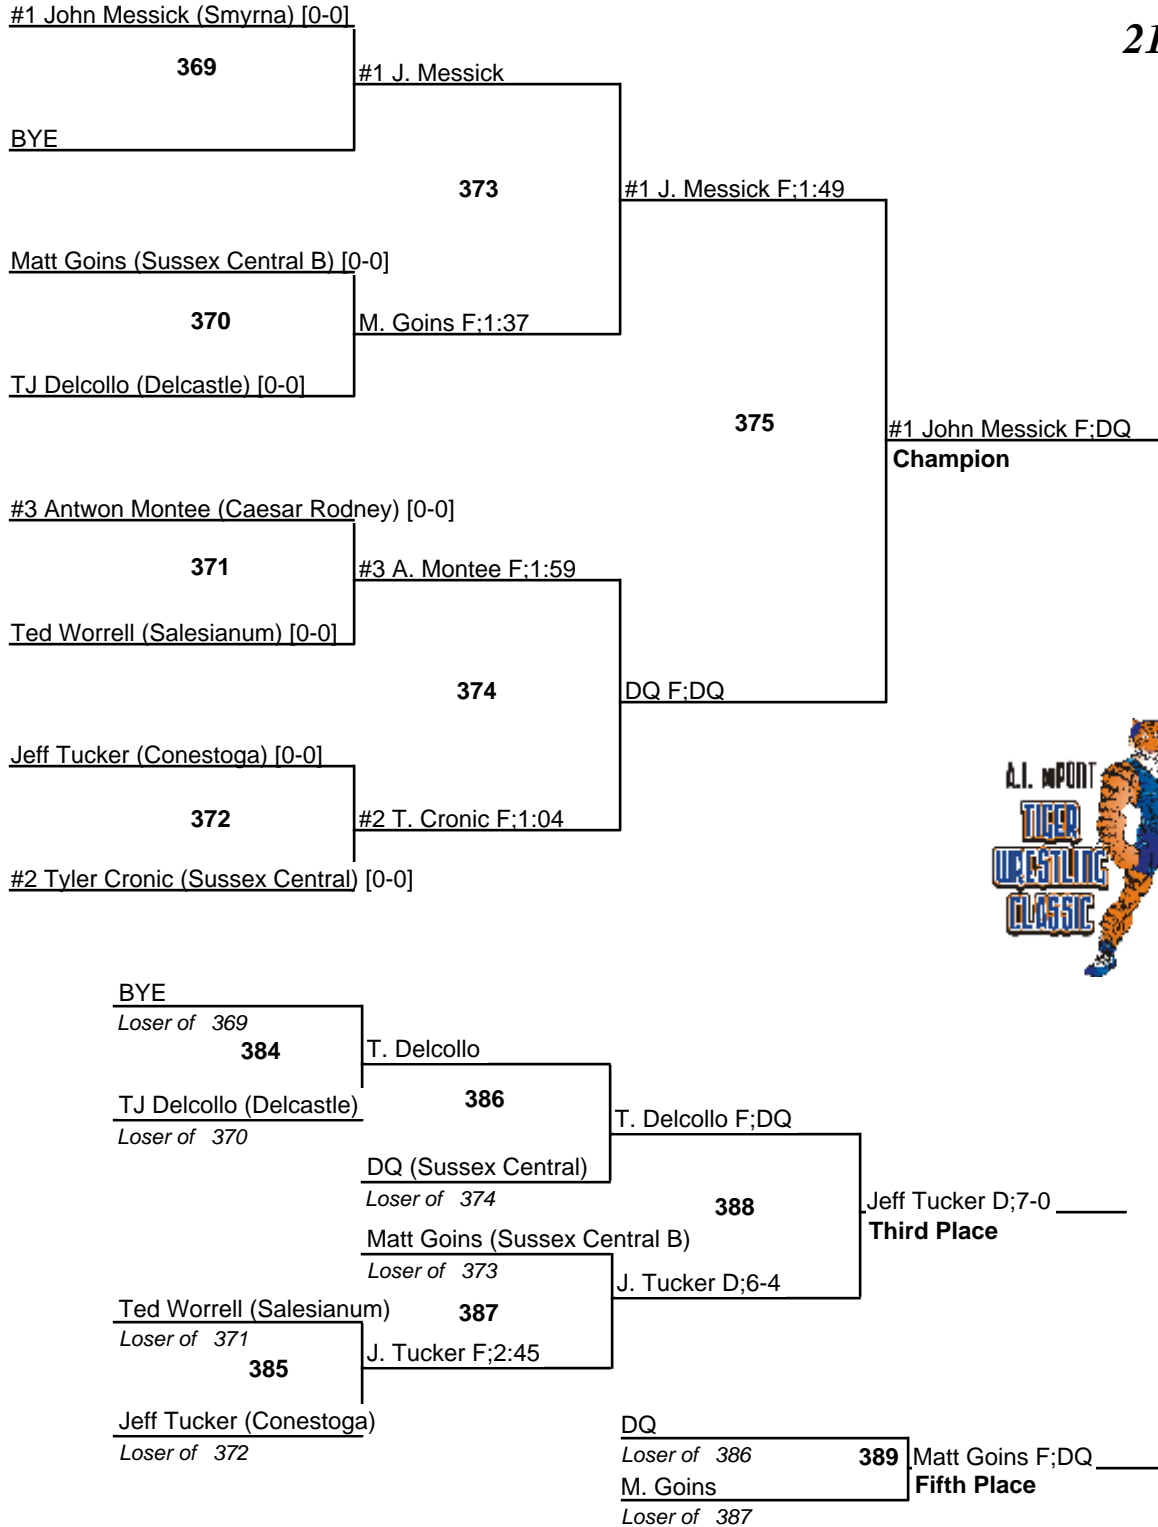 #1 John Messick (Smyrna) [0-0]
21
369
#1 J. Messick
BYE
373
#1 J. Messick F;1:49
Matt Goins (Sussex Central B) [0-0]
370
M. Goins F;1:37
TJ Delcollo (Delcastle) [0-0]
375
#1 John Messick F;DQ
Champion
#3 Antwon Montee (Caesar Rodney) [0-0]
371
#3 A. Montee F;1:59
Ted Worrell (Salesianum) [0-0]
374
DQ F;DQ
Jeff Tucker (Conestoga) [0-0]
372
#2 T. Cronic F;1:04
#2 Tyler Cronic (Sussex Central) [0-0]
A.I. DUPONT
TIGER
WRESTLING
CLASSIC
BYE
Loser of 369
384
T. Delcollo
TJ Delcollo (Delcastle)
Loser of 370
386
T. Delcollo F;DQ
DQ (Sussex Central)
Loser of 374
388
Jeff Tucker D;7-0
Third Place
Matt Goins (Sussex Central B)
Loser of 373
J. Tucker D;6-4
Ted Worrell (Salesianum)
Loser of 371
387
385
J. Tucker F;2:45
Jeff Tucker (Conestoga)
Loser of 372
DQ
Loser of 386
389
Matt Goins F;DQ
Fifth Place
M. Goins
Loser of 387